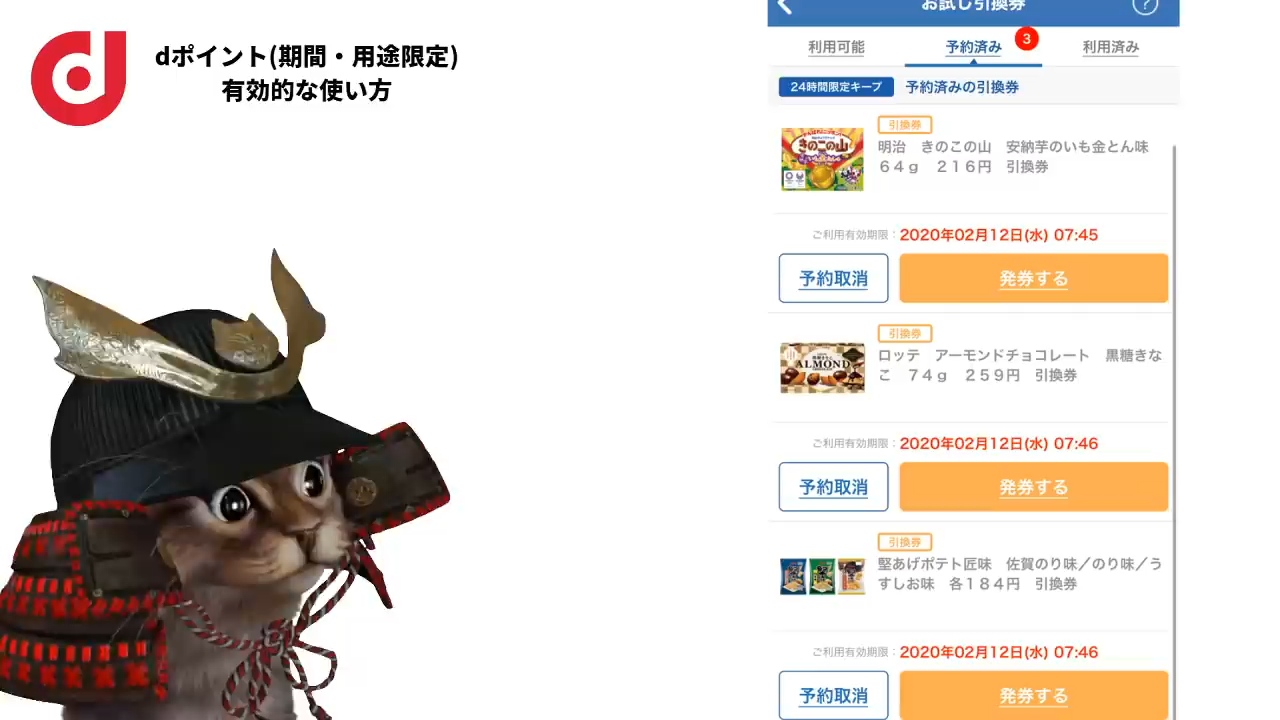 dポイント(期間・用途限定)
有効的な使い方
お試し引換券
?
利用可能
予約済み
3
利用済み
24時間限定キープ
予約済みの引換券
引換券
明治　きのこの山　安納芋のいも金とん味
６４ｇ　２１６円　引換券
きのこの山
ご利用有効期限：2020年02月12日(水) 07:45
予約取消
発券する
引換券
ロッテ　アーモンドチョコレート　黒糖きな
こ　７４ｇ　２５９円　引換券
ALMOND
ご利用有効期限：2020年02月12日(水) 07:46
予約取消
発券する
引換券
堅あげポテト匠味　佐賀のり味／のり味／う
すしお味　各１８４円　引換券
ご利用有効期限：2020年02月12日(水) 07:46
予約取消
発券する